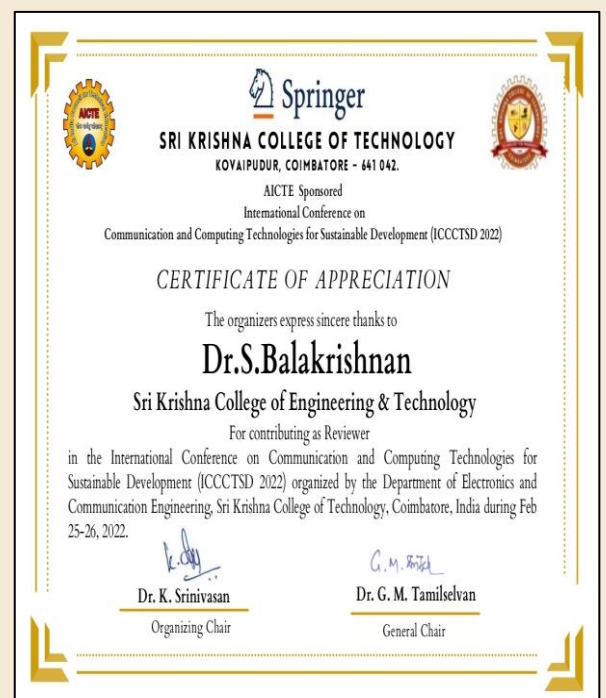 AICTE
Springer
SRI KRISHNA COLLEGE OF TECHNOLOGY
KOVAIPUDUR, COIMBATORE – 641 042.
AICTE Sponsored
International Conference on
Communication and Computing Technologies for Sustainable Development (ICCCTSD 2022)
CERTIFICATE OF APPRECIATION
The organizers express sincere thanks to
Dr.S.Balakrishnan
Sri Krishna College of Engineering & Technology
For contributing as Reviewer
in the International Conference on Communication and Computing Technologies for
Sustainable Development (ICCCTSD 2022) organized by the Department of Electronics and
Communication Engineering, Sri Krishna College of Technology, Coimbatore, India during Feb
25-26, 2022.
Dr. K. Srinivasan
Dr. G. M. Tamilselvan
Organizing Chair
General Chair